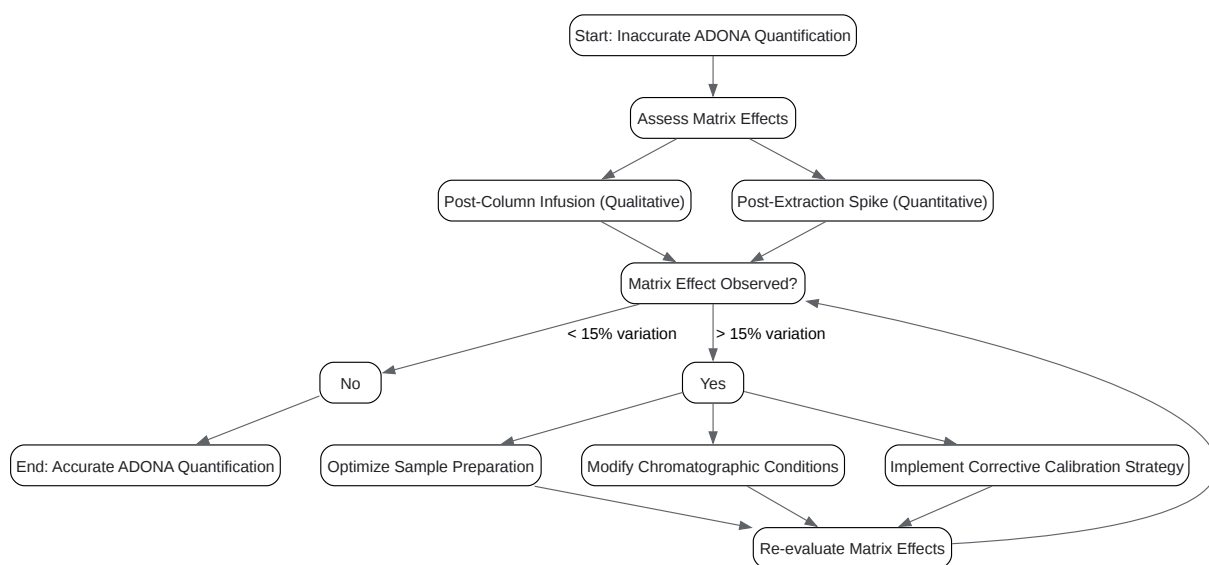 Start: Inaccurate ADONA Quantification
Assess Matrix Effects
Post-Column Infusion (Qualitative)
Post-Extraction Spike (Quantitative)
Matrix Effect Observed?
< 15% variation
> 15% variation
No
Yes
End: Accurate ADONA Quantification
Optimize Sample Preparation
Modify Chromatographic Conditions
Implement Corrective Calibration Strategy
Re-evaluate Matrix Effects